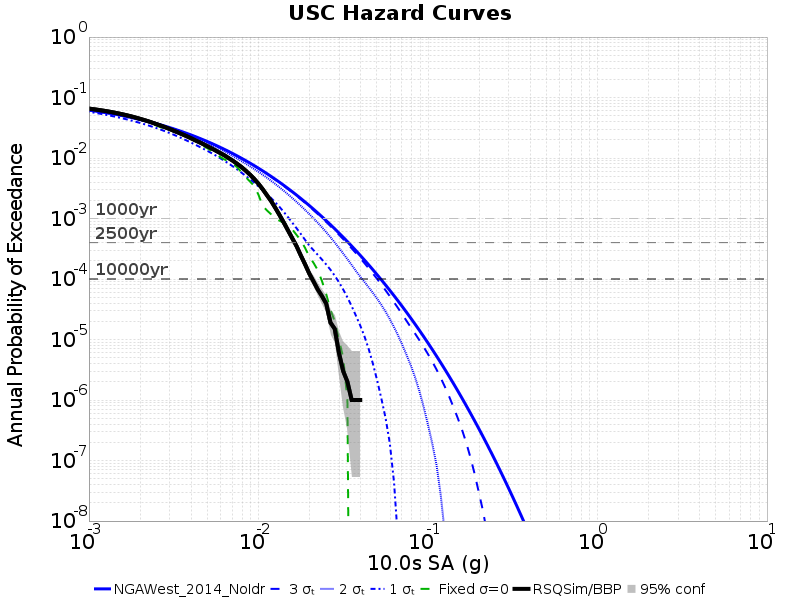 USC Hazard Curves
Annual Probability of Exceedance
10^0
10^-1
10^-2
10^-3
10^-4
10^-5
10^-6
10^-7
10^-8
1000yr
2500yr
10000yr
10^-3 10^-2 10^-1 10^0 10^1
10.0s SA (g)
NGAWest_2014_NoIdr 3 σₜ 2 σₜ 1 σₜ Fixed σ=0 RSQSim/BBP 95% conf